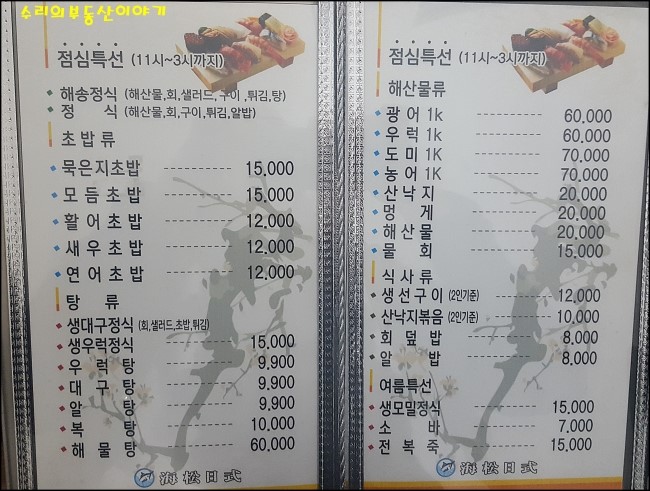 수리의부동산이야기
점심특선 (11시~3시까지)
해송정식 (해산물,회,샐러드,구이,튀김,탕)
정 식 (해산물,회,구이,튀김,알밥)
초밥류
묵은지초밥 15,000
모듬초밥 15,000
활어초밥 12,000
새우초밥 12,000
연어초밥 12,000
탕 류
생대구정식 (회,샐러드,초밥,튀김)
생우럭정식 15,000
우럭탕 9,900
대구탕 9,900
알 탕 9,900
복 탕 10,000
해물탕 60,000
海松日式
점심특선 (11시~3시까지)
해산물류
광어 1k 60,000
우럭 1k 60,000
도미 1K 70,000
농어 1K 70,000
산낙지 20,000
멍 게 20,000
해산물 20,000
물 회 15,000
식사류
생선구이 (2인기준) 12,000
산낙지볶음 (2인기준) 10,000
회덮밥 8,000
알 밥 8,000
여름특선
생모밀정식 15,000
소 바 7,000
전복죽 15,000
海松日式